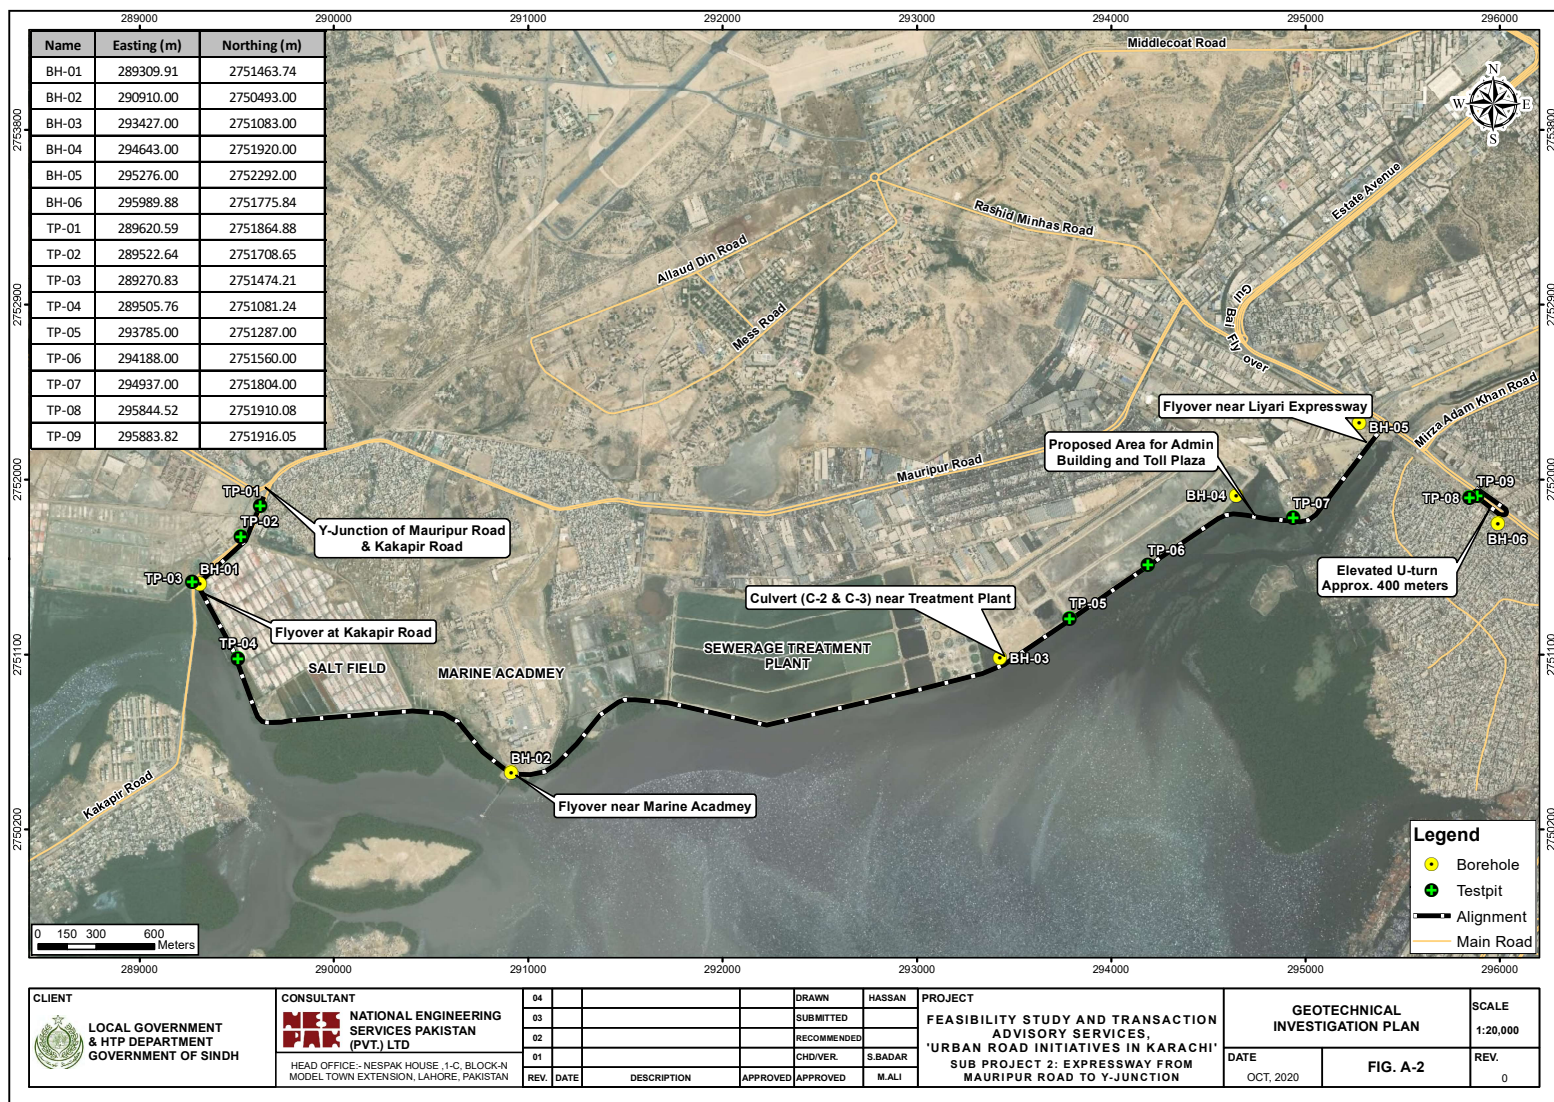 289000 290000 291000 292000 293000 294000 295000 296000
Name Easting (m) Northing (m)
BH-01 289309.91 2751463.74
BH-02 290910.00 2750493.00
BH-03 293427.00 2751083.00
BH-04 294643.00 2751920.00
BH-05 295276.00 2752292.00
BH-06 295989.88 2751775.84
TP-01 289620.59 2751864.88
TP-02 289522.64 2751708.65
TP-03 289270.83 2751474.21
TP-04 289505.76 2751081.24
TP-05 293785.00 2751287.00
TP-06 294188.00 2751560.00
TP-07 294937.00 2751804.00
TP-08 295844.52 2751910.08
TP-09 295883.82 2751916.05
Middlecoat Road
N
W E
S
2753800 2753800
Estate Avenue
Rashid Minhas Road
Allaud Din Road
Mess Road
Gul Bai Fly over
2752900 2752900
Mirza Adam Khan Road
Flyover near Liyari Expressway
BH-05
Proposed Area for Admin
Building and Toll Plaza
Mauripur Road
2752000 2752000
TP-01
TP-02
Y-Junction of Mauripur Road
& Kakapir Road
BH-04
TP-07
TP-09
TP-08
BH-06
Elevated U-turn
Approx. 400 meters
TP-03
BH-01
TP-06
Culvert (C-2 & C-3) near Treatment Plant
TP-05
Flyover at Kakapir Road
TP-04
SALT FIELD
MARINE ACADMEY
SEWERAGE TREATMENT
PLANT
BH-03
2751100 2751100
BH-02
Flyover near Marine Acadmey
Kakapir Road
2750200 2750200
Legend
Borehole
Testpit
Alignment
Main Road
0 150 300 600
Meters
289000 290000 291000 292000 293000 294000 295000 296000
CLIENT
LOCAL GOVERNMENT
& HTP DEPARTMENT
GOVERNMENT OF SINDH
CONSULTANT
NES
PAK
NATIONAL ENGINEERING
SERVICES PAKISTAN
(PVT.) LTD
HEAD OFFICE:- NESPAK HOUSE ,1-C, BLOCK-N
MODEL TOWN EXTENSION, LAHORE, PAKISTAN
04 DRAWN HASSAN
03 SUBMITTED
02 RECOMMENDED
01 CHD/VER. S.BADAR
REV. DATE DESCRIPTION APPROVED APPROVED M.ALI
PROJECT
FEASIBILITY STUDY AND TRANSACTION
ADVISORY SERVICES,
'URBAN ROAD INITIATIVES IN KARACHI'
SUB PROJECT 2: EXPRESSWAY FROM
MAURIPUR ROAD TO Y-JUNCTION
GEOTECHNICAL
INVESTIGATION PLAN
SCALE
1:20,000
DATE
OCT, 2020
FIG. A-2
REV.
0